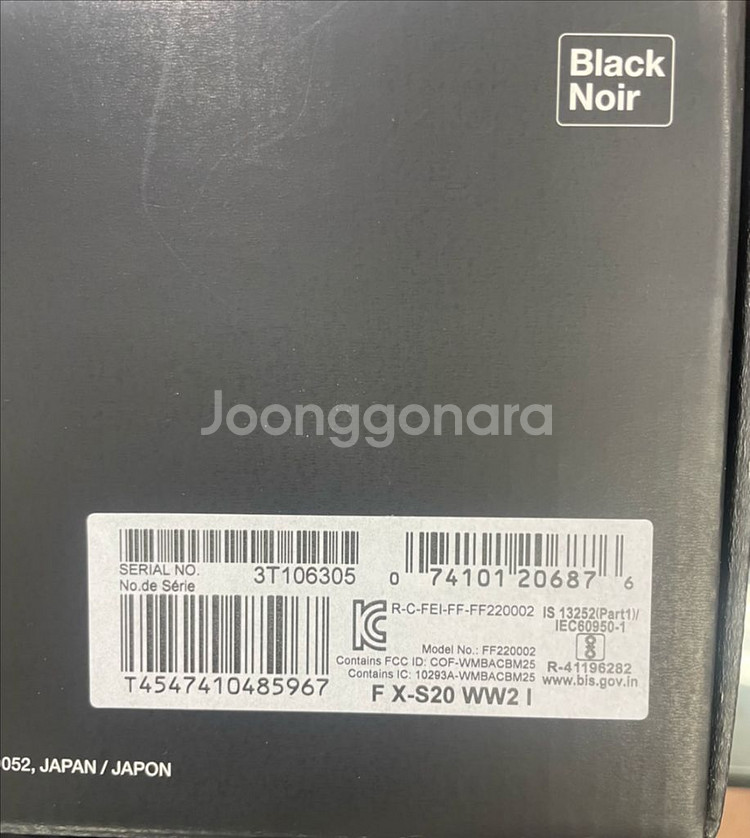 Black
Noir
Joonggonara
SERIAL NO.
No.de Série
3T106305
0 74101 20687 6
R-C-FEI-FF-FF220002
IS 13252(Part1)/
IEC60950-1
Model No.: FF220002
Contains FCC ID: COF-WMBACBM25
Contains IC: 10293A-WMBACBM25
R-41196282
www.bis.gov.in
T4547410485967
F X-S20 WW2 I
052, JAPAN / JAPON